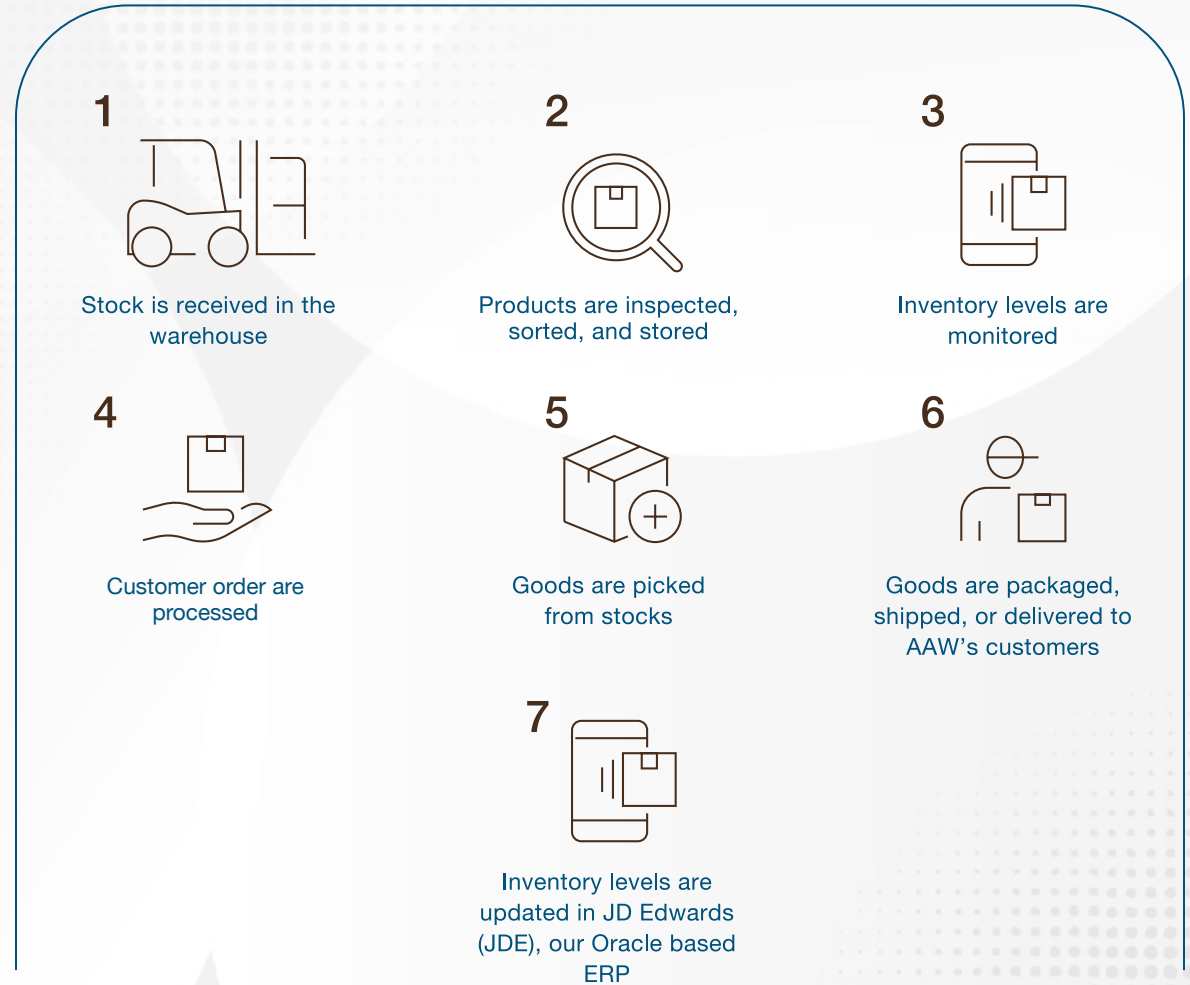 1
Stock is received in the
warehouse
2
Products are inspected,
sorted, and stored
3
Inventory levels are
monitored
4
Customer order are
processed
5
Goods are picked
from stocks
6
Goods are packaged,
shipped, or delivered to
AAW's customers
7
Inventory levels are
updated in JD Edwards
(JDE), our Oracle based
ERP